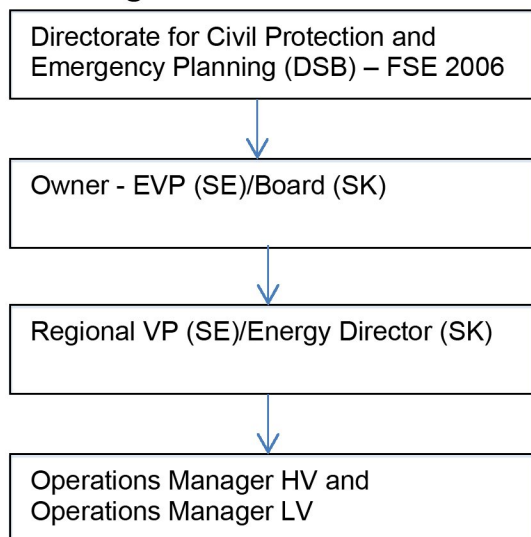 Directorate for Civil Protection and
Emergency Planning (DSB) – FSE 2006
Owner - EVP (SE)/Board (SK)
Regional VP (SE)/Energy Director (SK)
Operations Manager HV and
Operations Manager LV